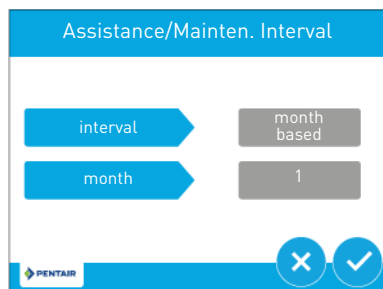 Assistance/Mainten. Interval
interval
month
based
month
1
PENTAIR